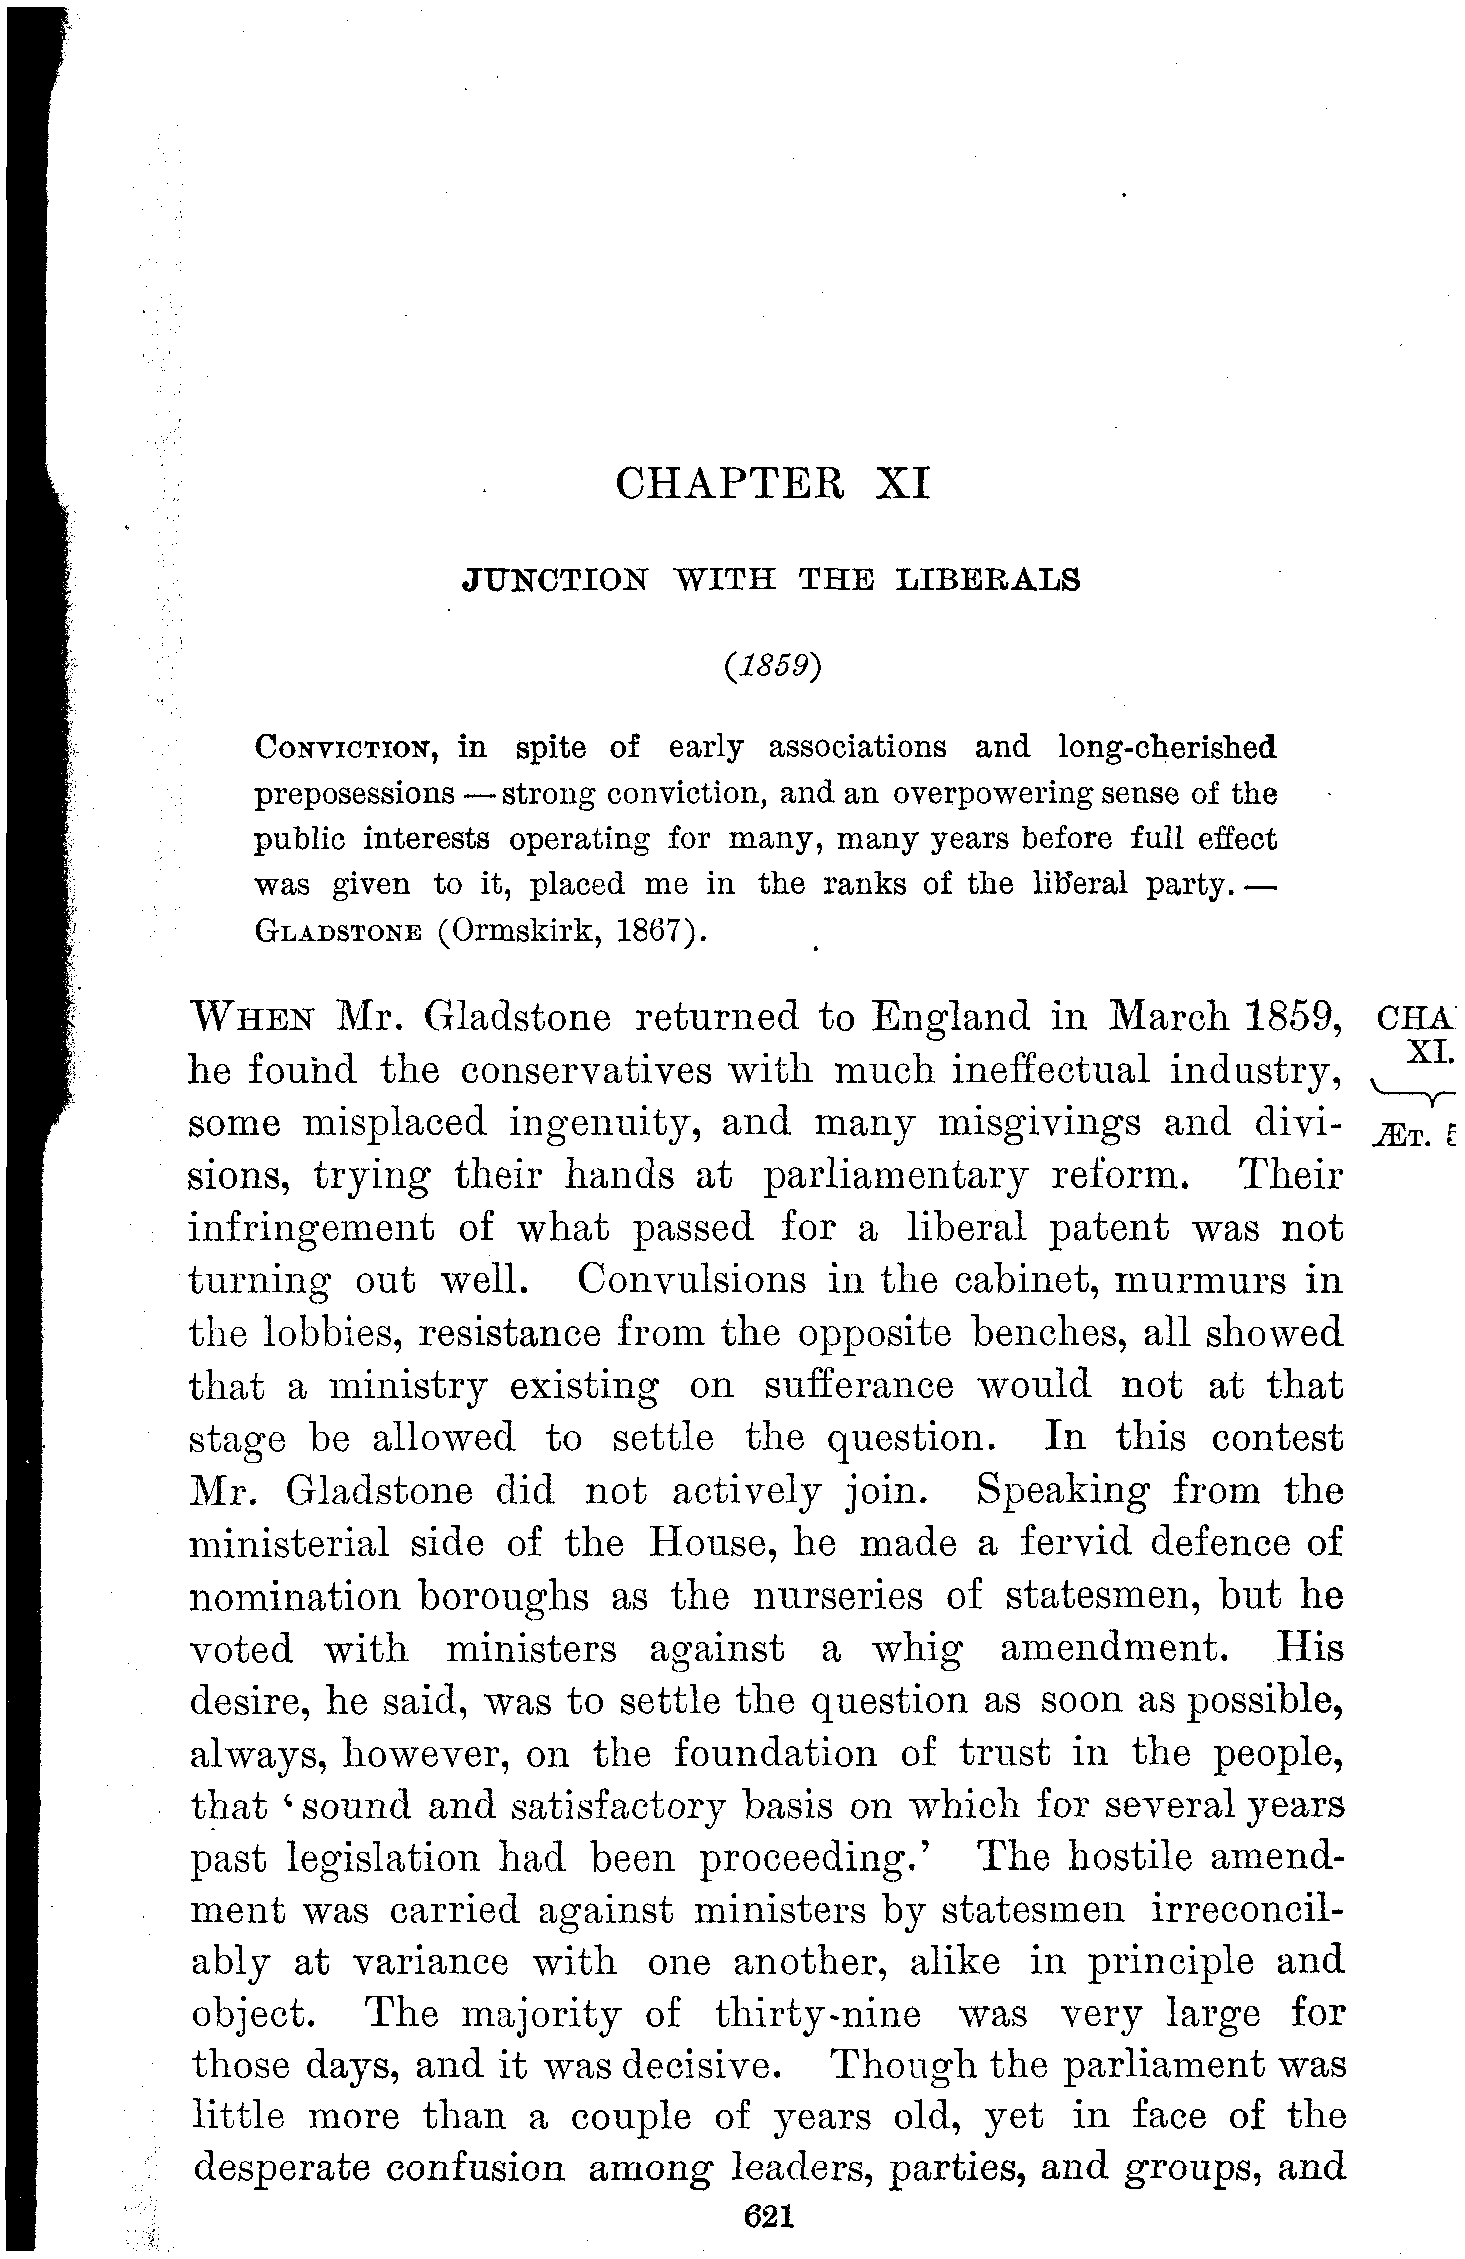 CHAPTER XI
JUNCTION WITH THE LIBERALS
(1859)
CONVICTION, in spite of early associations and long-cherished
preposessions — strong conviction, and an overpowering sense of the
public interests operating for many, many years before full effect
was given to it, placed me in the ranks of the liberal party. —
GLADSTONE (Ormskirk, 1867).
WHEN Mr. Gladstone returned to England in March 1859,
he found the conservatives with much ineffectual industry,
some misplaced ingenuity, and many misgivings and divi-
sions, trying their hands at parliamentary reform. Their
infringement of what passed for a liberal patent was not
turning out well. Convulsions in the cabinet, murmurs in
the lobbies, resistance from the opposite benches, all showed
that a ministry existing on sufferance would not at that
stage be allowed to settle the question. In this contest
Mr. Gladstone did not actively join. Speaking from the
ministerial side of the House, he made a fervid defence of
nomination boroughs as the nurseries of statesmen, but he
voted with ministers against a whig amendment. His
desire, he said, was to settle the question as soon as possible,
always, however, on the foundation of trust in the people,
that ‘sound and satisfactory basis on which for several years
past legislation had been proceeding.’ The hostile amend-
ment was carried against ministers by statesmen irreconcil-
ably at variance with one another, alike in principle and
object. The majority of thirty-nine was very large for
those days, and it was decisive. Though the parliament was
little more than a couple of years old, yet in face of the
desperate confusion among leaders, parties, and groups, and
CHA
XI.
ÆT.
621